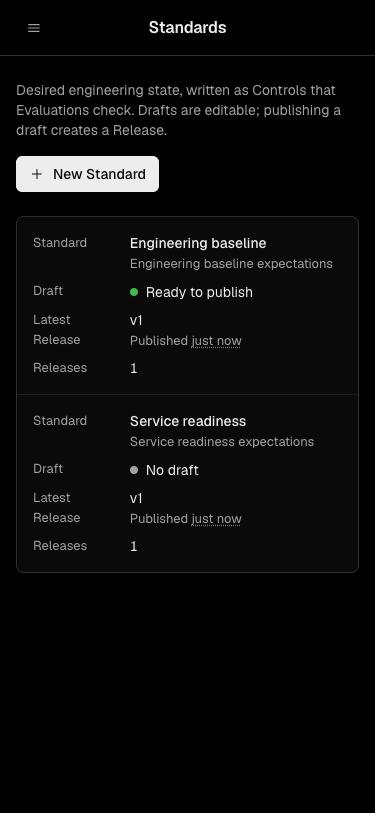 Standards
Desired engineering state, written as Controls that
Evaluations check. Drafts are editable; publishing a
draft creates a Release.
New Standard
Standard Engineering baseline
Engineering baseline expectations
Draft Ready to publish
Latest Release v1
Published just now
Releases 1
Standard Service readiness
Service readiness expectations
Draft No draft
Latest Release v1
Published just now
Releases 1